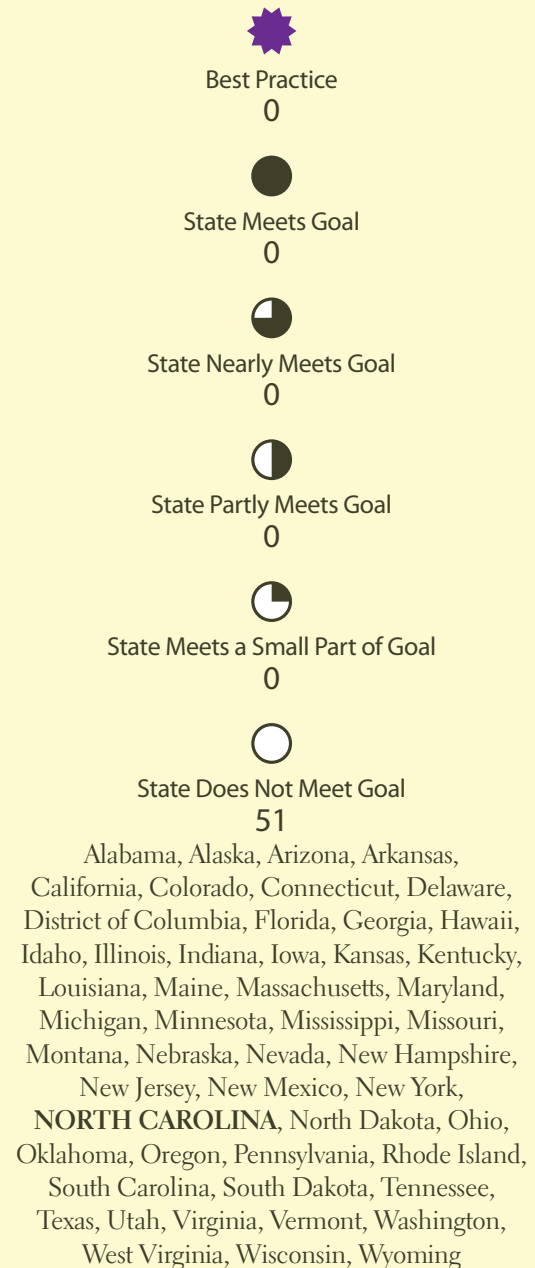 Best Practice
0
State Meets Goal
0
State Nearly Meets Goal
0
State Partly Meets Goal
0
State Meets a Small Part of Goal
0
State Does Not Meet Goal
51
Alabama, Alaska, Arizona, Arkansas,
California, Colorado, Connecticut, Delaware,
District of Columbia, Florida, Georgia, Hawaii,
Idaho, Illinois, Indiana, Iowa, Kansas, Kentucky,
Louisiana, Maine, Massachusetts, Maryland,
Michigan, Minnesota, Mississippi, Missouri,
Montana, Nebraska, Nevada, New Hampshire,
New Jersey, New Mexico, New York,
NORTH CAROLINA, North Dakota, Ohio,
Oklahoma, Oregon, Pennsylvania, Rhode Island,
South Carolina, South Dakota, Tennessee,
Texas, Utah, Virginia, Vermont, Washington,
West Virginia, Wisconsin, Wyoming